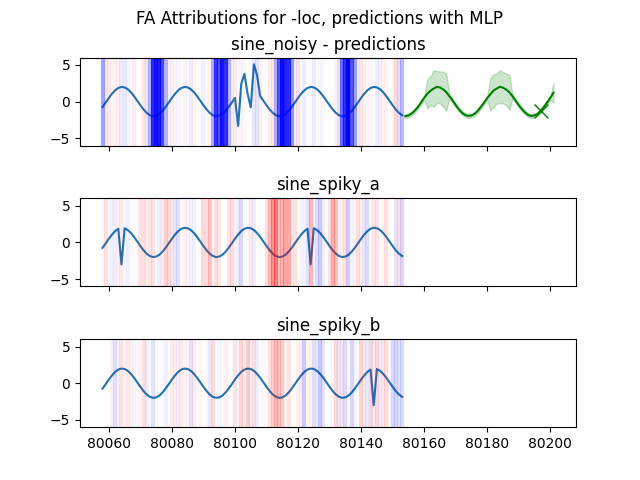 FA Attributions for -loc, predictions with MLP
sine_noisy - predictions
5
0
−5
sine_spiky_a
5
0
−5
sine_spiky_b
5
0
−5
80060 80080 80100 80120 80140 80160 80180 80200